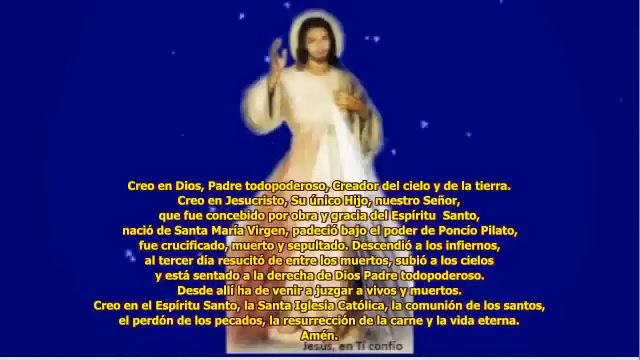 Creo en Dios, Padre todopoderoso, Creador del cielo y de la tierra.
Creo en Jesucristo, Su único Hijo, nuestro Señor,
que fue concebido por obra y gracia del Espíritu Santo,
nació de Santa María Virgen, padeció bajo el poder de Poncío Pilato,
fue crucificado, muerto y sepultado. Descendió a los infiernos,
al tercer día resucitó de entre los muertos, subió a los cielos
y está sentado a la derecha de Dios Padre todopoderoso.
Desde allí ha de venir a juzgar a vivos y muertos.
Creo en el Espíritu Santo, la Santa Iglesia Católica, la comunión de los santos,
el perdón de los pecados, la resurrección de la carne y la vida eterna.
Amén.
Jesús, en Ti confío